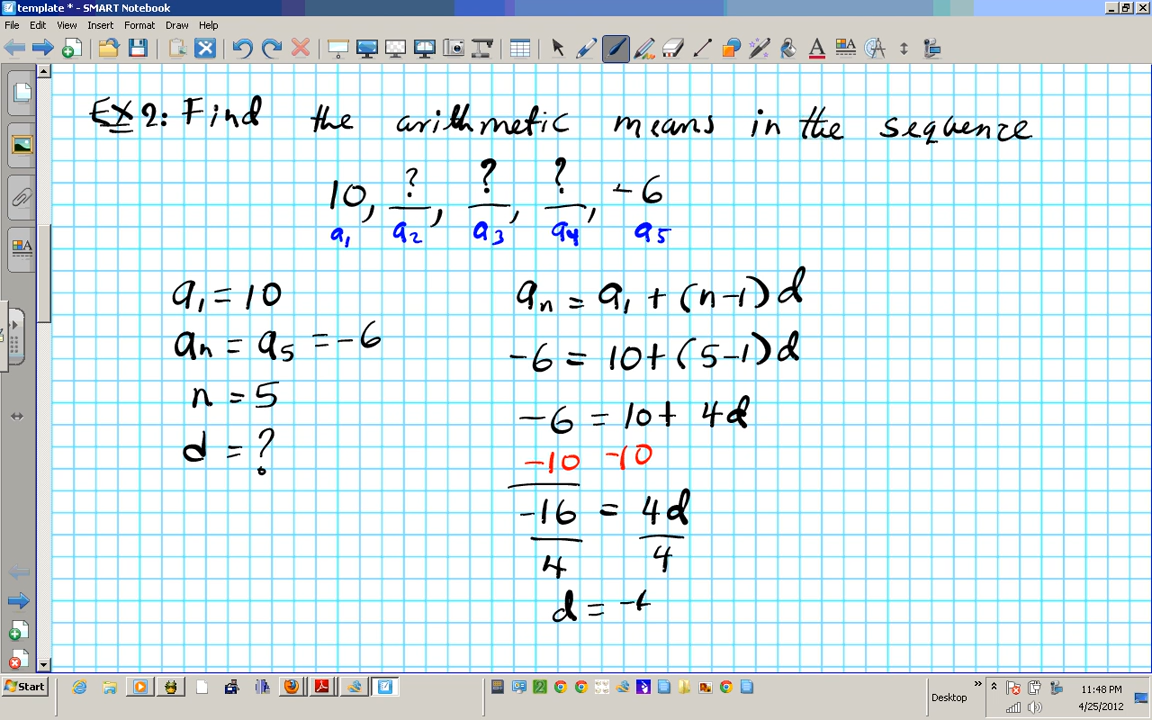 template * - SMART Notebook
File Edit View Insert Format Draw Help
Ex 2: Find the arithmetic means in the sequence
10, ?, ?, ?, -6
a1 a2 a3 a4 a5
a1 = 10
an = a5 = -6
n = 5
d = ?
an = a1 + (n-1)d
-6 = 10 + (5-1)d
-6 = 10 + 4d
-10 -10
-16 = 4d
4 4
d = -4
Start
Desktop
»
11:48 PM
4/25/2012